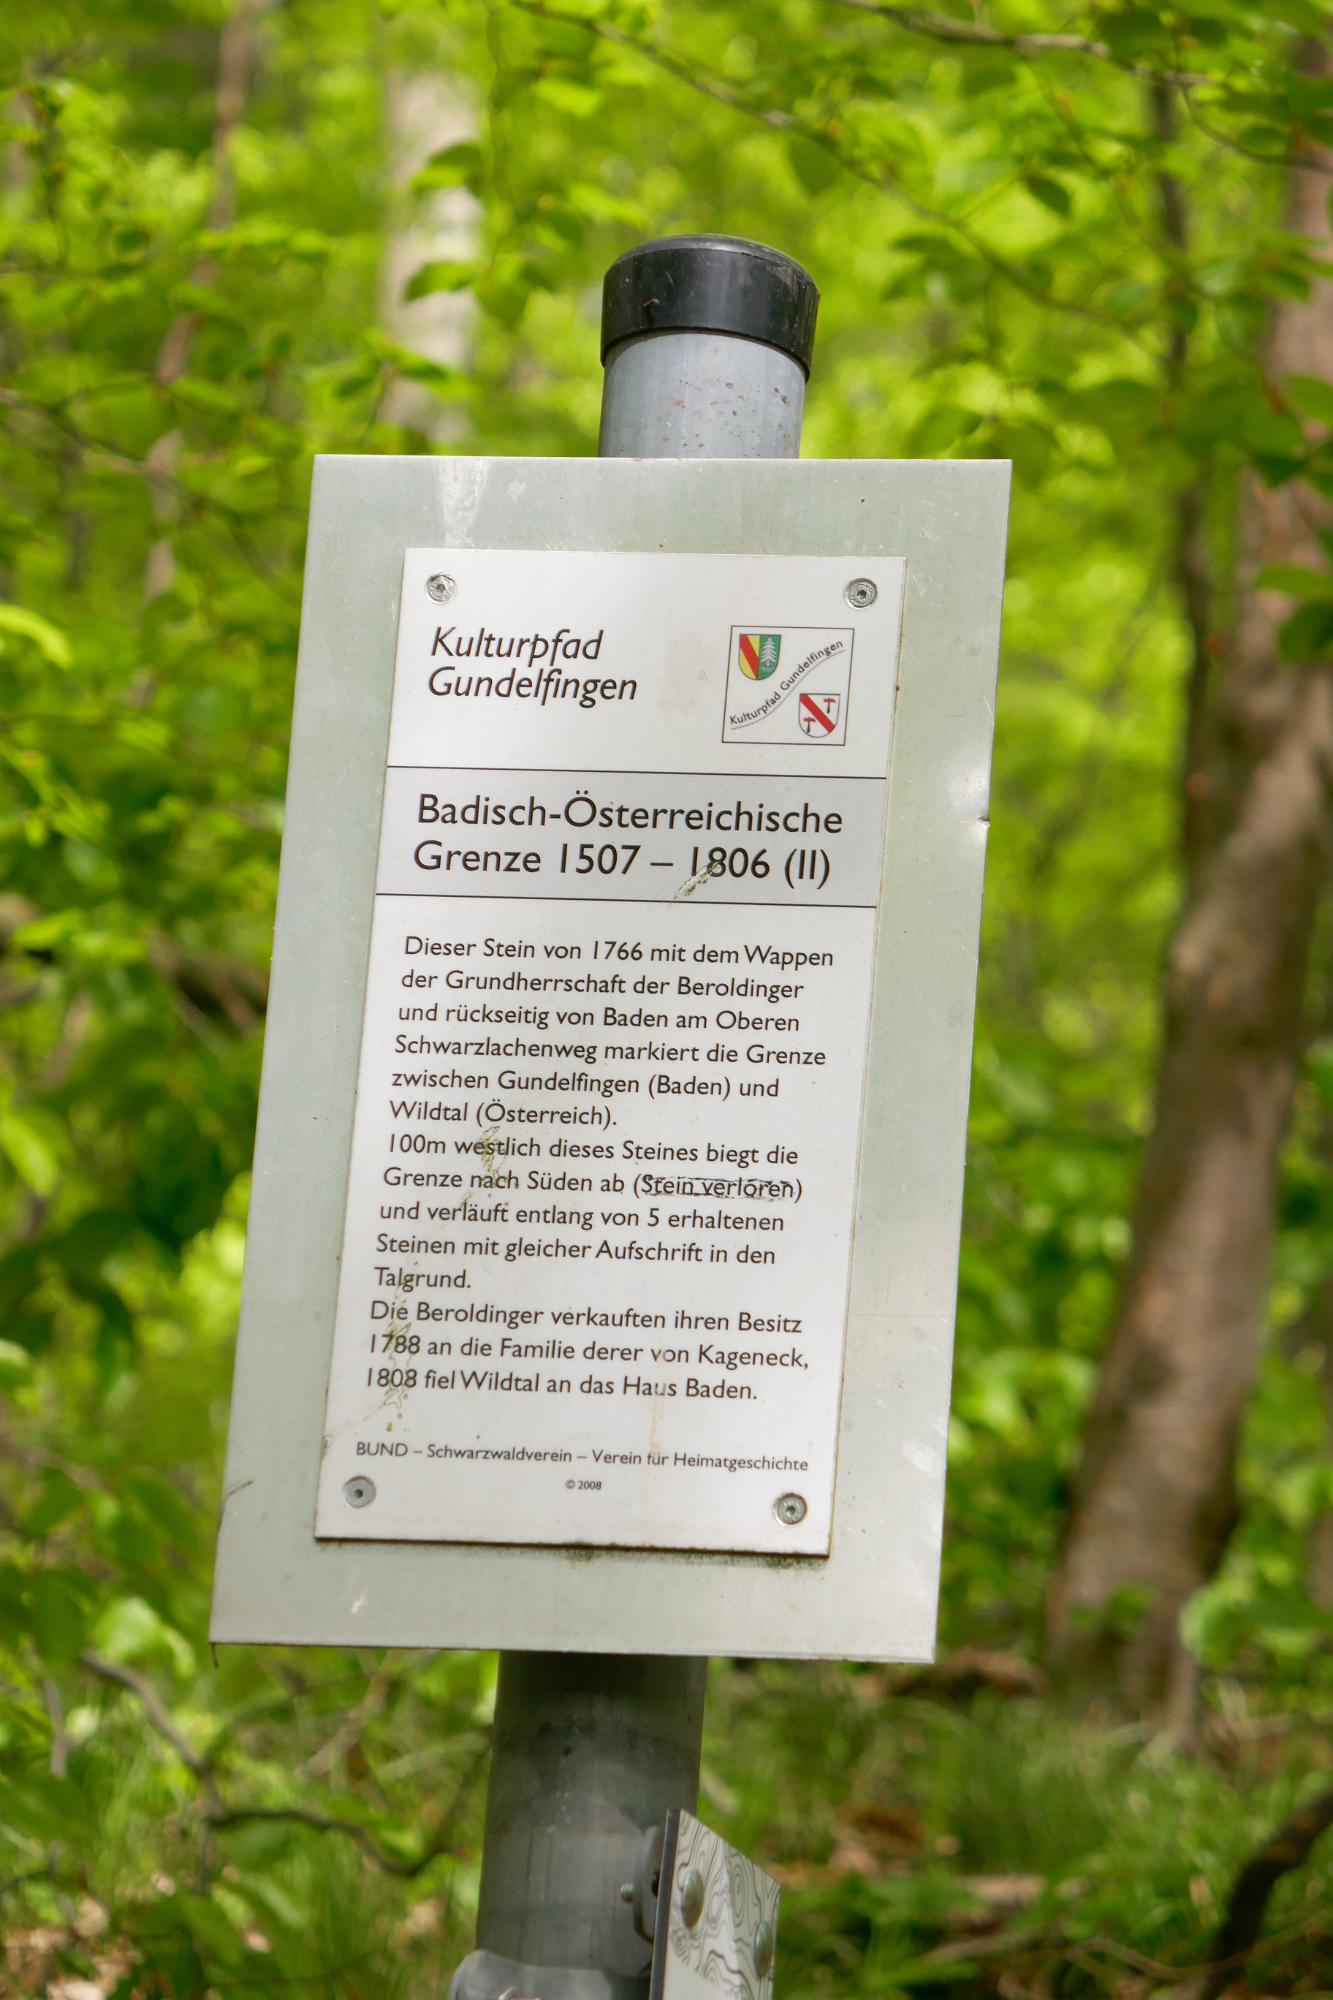 Kulturpfad
Gundelfingen
Kulturpfad Gundelfingen
Badisch-Österreichische
Grenze 1507 – 1806 (II)
Dieser Stein von 1766 mit dem Wappen
der Grundherrschaft der Beroldinger
und rückseitig von Baden am Oberen
Schwarzlachenweg markiert die Grenze
zwischen Gundelfingen (Baden) und
Wildtal (Österreich).
100m westlich dieses Steines biegt die
Grenze nach Süden ab (Stein verloren)
und verläuft entlang von 5 erhaltenen
Steinen mit gleicher Aufschrift in den
Talgrund.
Die Beroldinger verkauften ihren Besitz
1788 an die Familie derer von Kageneck,
1808 fiel Wildtal an das Haus Baden.
BUND – Schwarzwaldverein – Verein für Heimatgeschichte
© 2008